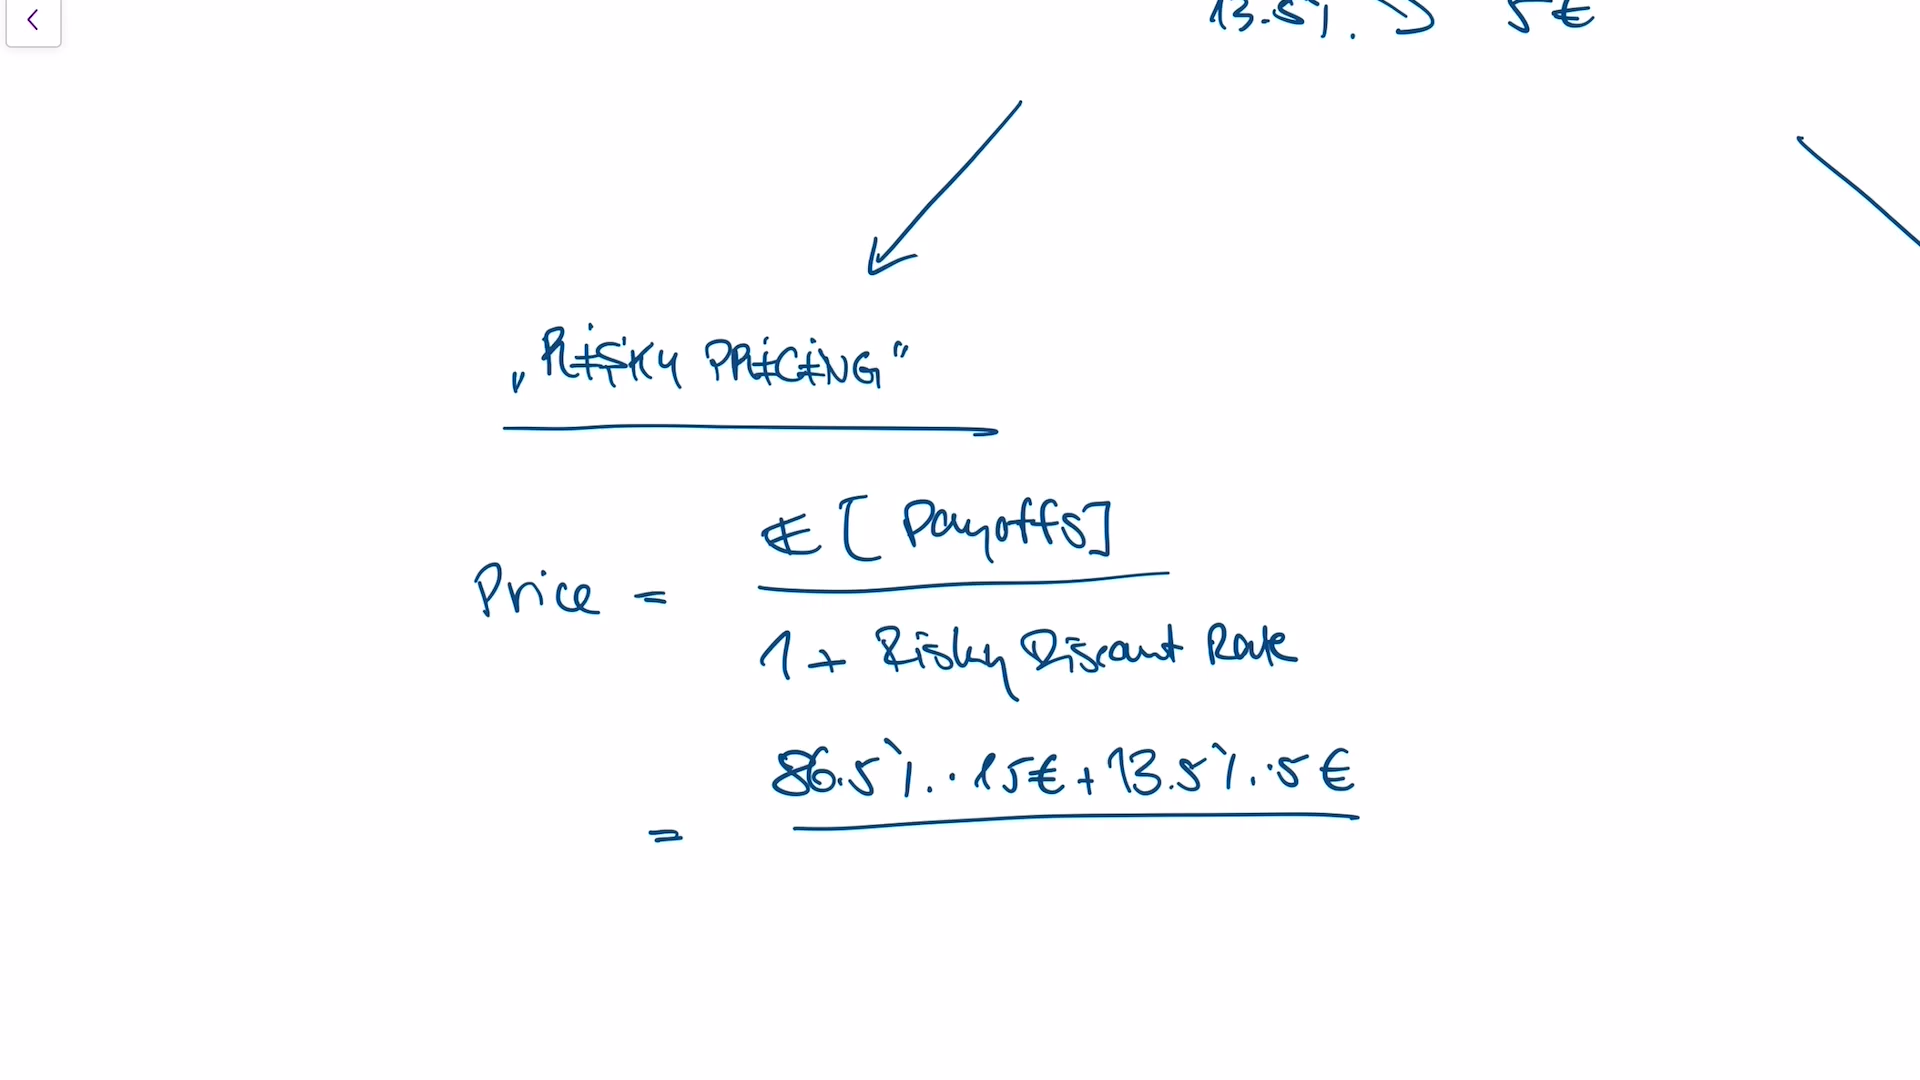 13.5% 5€
„RISKY PRICING“
E [ Payoffs]
Price =
1 + Risky Discount Rate
86.5% · 15€ + 13.5% · 5 €
=